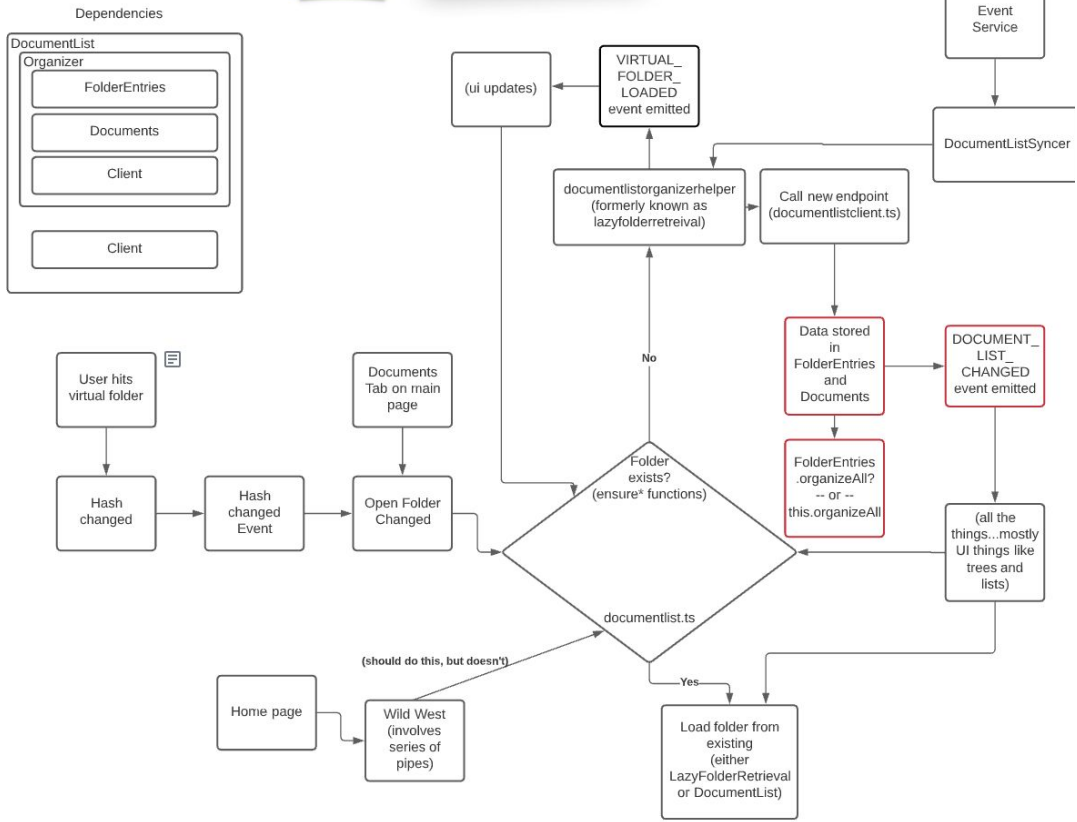 Dependencies
DocumentList
Organizer
FolderEntries
Documents
Client
Client
Event
Service
DocumentListSyncer
(ui updates)
VIRTUAL_
FOLDER_
LOADED
event emitted
documentlistorganizerhelper
(formerly known as
lazyfolderretreival)
Call new endpoint
(documentlistclient.ts)
Data stored
in
FolderEntries
and
Documents
DOCUMENT_
LIST_
CHANGED
event emitted
FolderEntries
.organizeAll?
-- or --
this.organizeAll
(all the
things...mostly
UI things like
trees and
lists)
No
User hits
virtual folder
Documents
Tab on main
page
Hash
changed
Hash
changed
Event
Open Folder
Changed
Folder
exists?
(ensure* functions)
documentlist.ts
(should do this, but doesn't)
Yes
Home page
Wild West
(involves
series of
pipes)
Load folder from
existing
(either
LazyFolderRetrieval
or DocumentList)